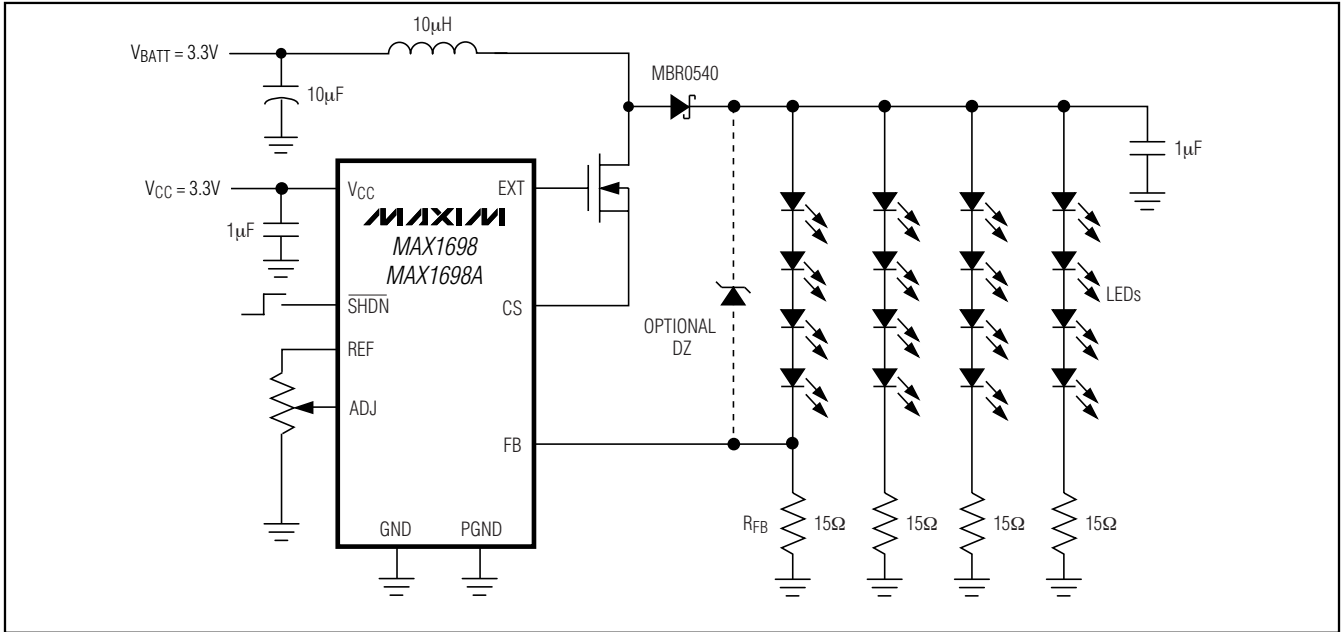 10μH
V_BATT = 3.3V
MBR0540
10μF
1μF
V_CC = 3.3V
V_CC
EXT
MAXIM
1μF
MAX1698
MAX1698A
SHDN
CS
LEDs
OPTIONAL
DZ
REF
ADJ
FB
R_FB
15Ω
15Ω
15Ω
15Ω
GND
PGND